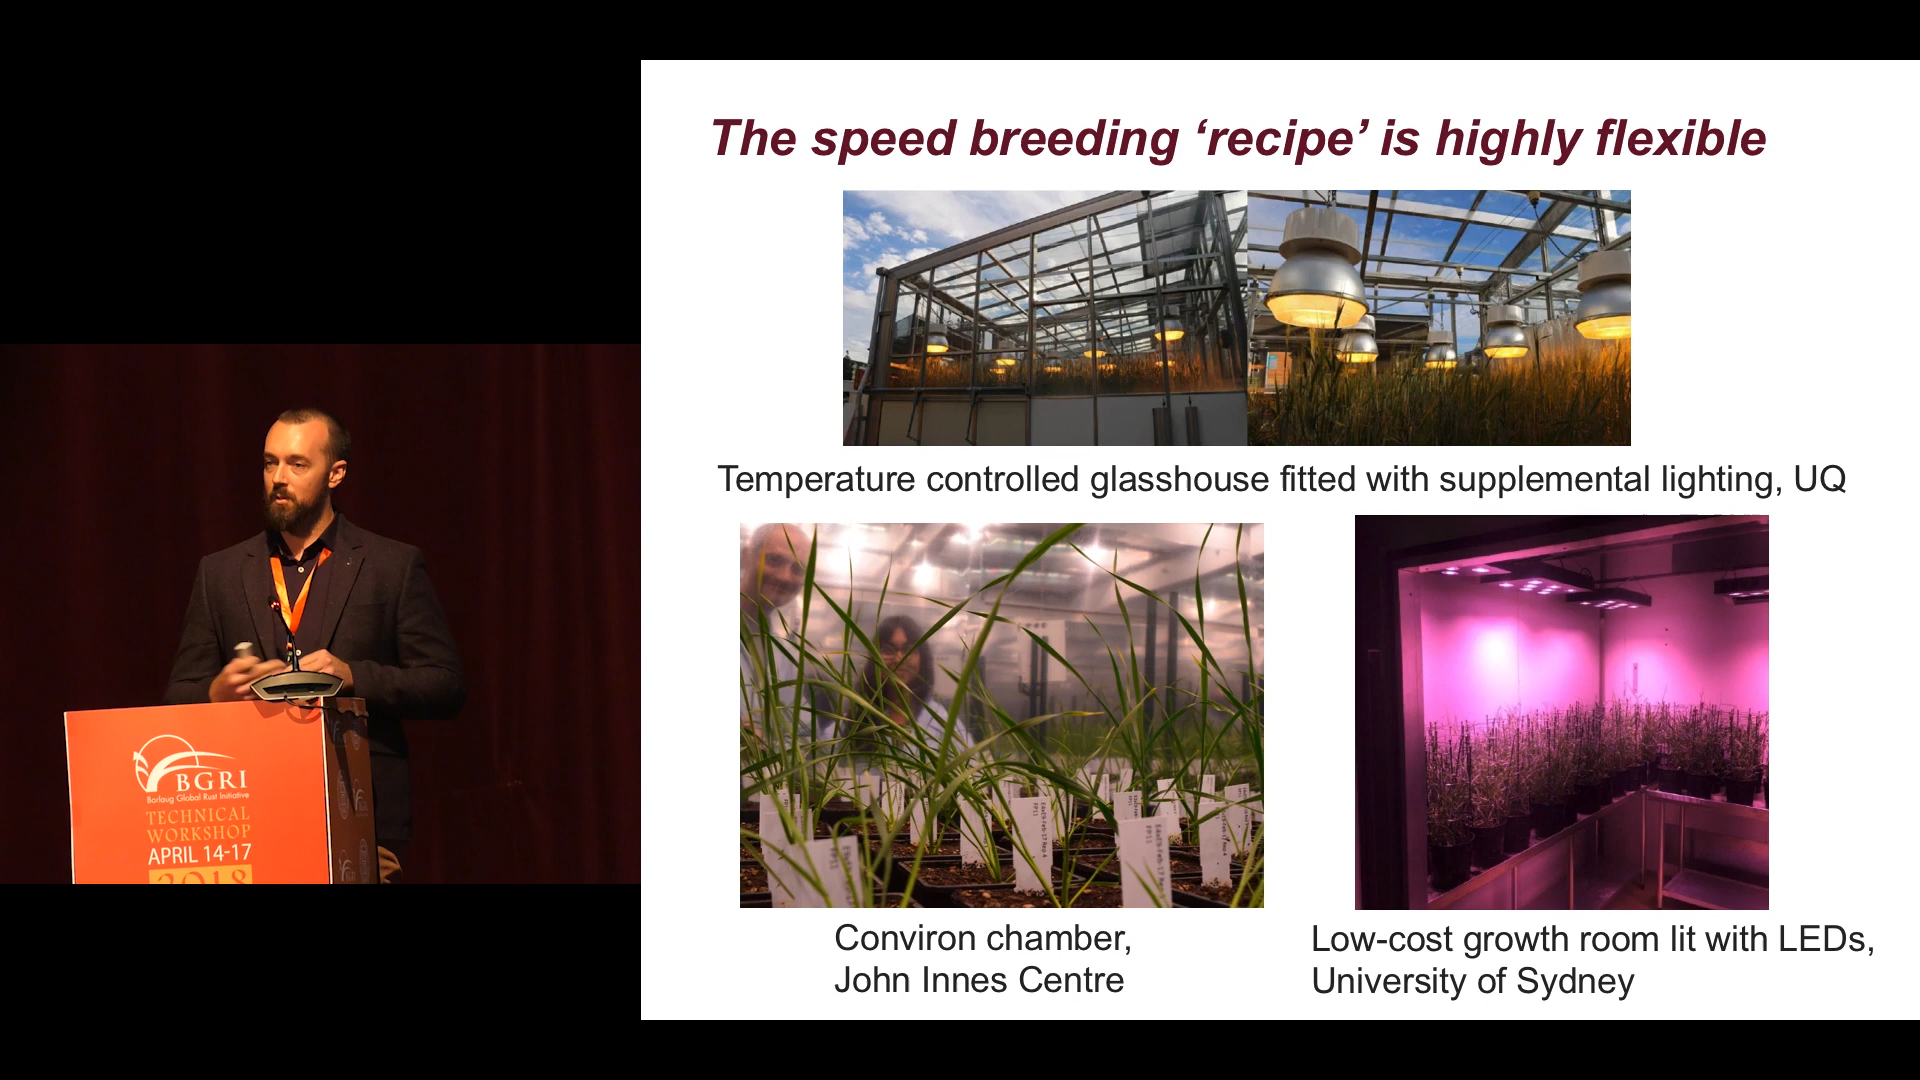 The speed breeding ‘recipe’ is highly flexible
Temperature controlled glasshouse fitted with supplemental lighting, UQ
Conviron chamber,
John Innes Centre
Low-cost growth room lit with LEDs,
University of Sydney
BGRI
Borlaug Global Rust Initiative
TECHNICAL
WORKSHOP
APRIL 14-17
2018